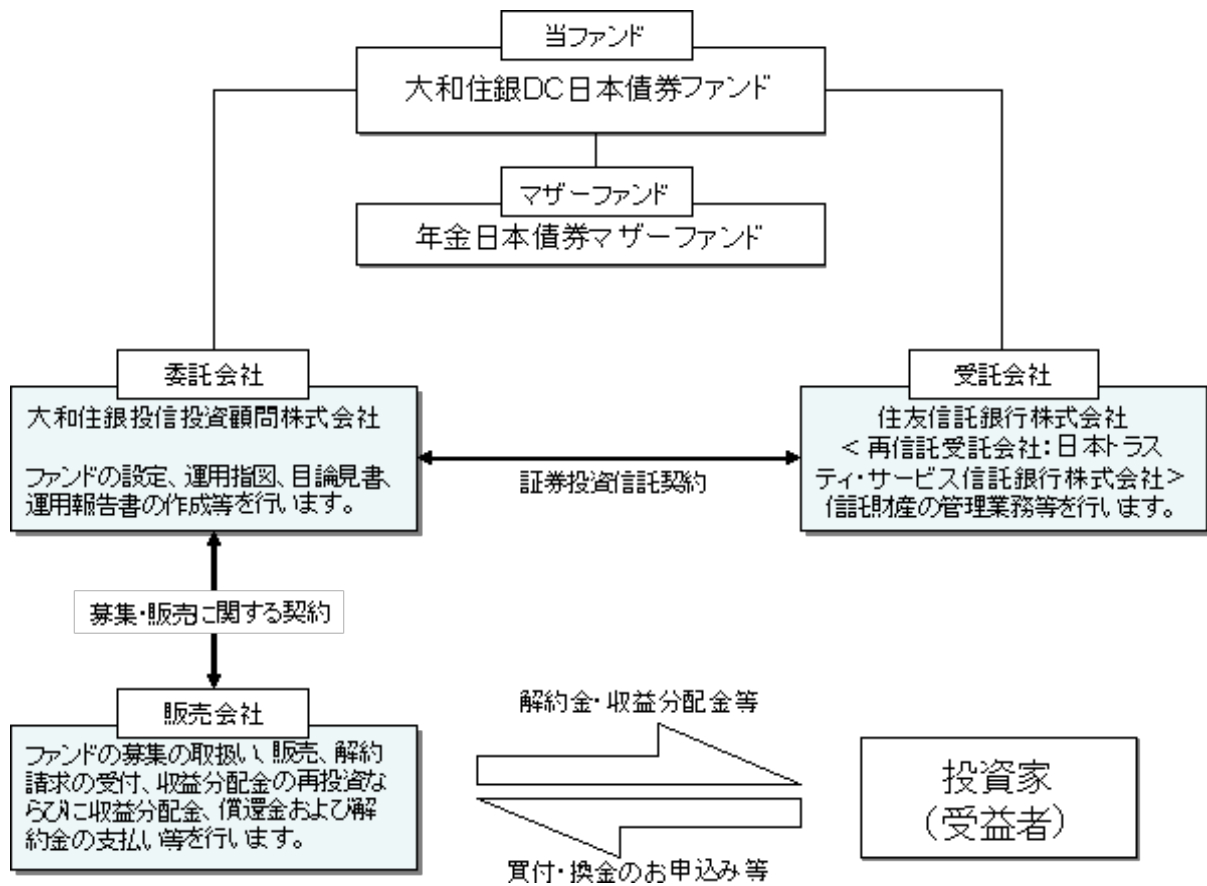 当ファンド
大和住銀DC日本債券ファンド
マザーファンド
年金日本債券マザーファンド
委託会社
大和住銀投信投資顧問株式会社
ファンドの設定、運用指図、目論見書、
運用報告書の作成等を行います。
証券投資信託契約
受託会社
住友信託銀行株式会社
< 再信託受託会社:日本トラス
ティ・サービス信託銀行株式会社>
信託財産の管理業務等を行います。
募集・販売に関する契約
販売会社
ファンドの募集の取扱い、販売、解約
請求の受付、収益分配金の再投資な
らびに収益分配金、償還金および解
約金の支払い等を行います。
解約金・収益分配金等
買付・換金のお申込み等
投資家
(受益者)